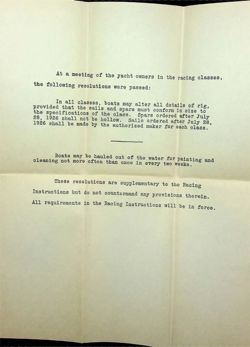 At a meeting of the yacht owners in the racing classes,
the following resolutions were passed:
In all classes, boats may alter all details of rig,
provided that the sails and spars must conform in size to
the specifications of the class. Spars ordered after July
28, 1926 shall not be hollow. Sails ordered after July 28,
1926 shall be made by the authorized maker for each class.
Boats may be hauled out of the water for painting and
cleaning not more often than once in every two weeks.
These resolutions are supplementary to the Racing
Instructions but do not countermand any provisions therein.
All requirements in the Racing Instructions will be in force.